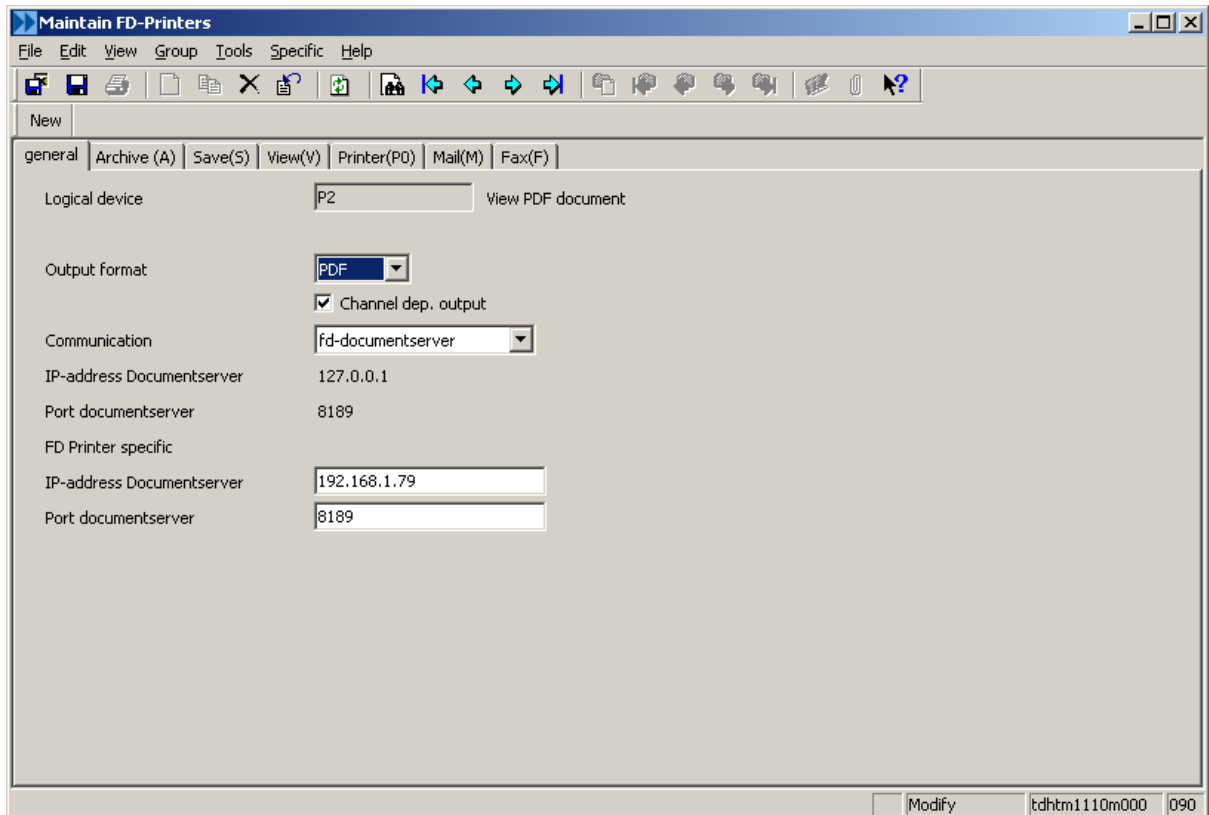 Maintain FD-Printers
File Edit View Group Tools Specific Help
New
general Archive (A) Save(S) View(V) Printer(P0) Mail(M) Fax(F)
Logical device P2 View PDF document
Output format PDF
Channel dep. output
Communication fd-documentserver
IP-address Documentserver 127.0.0.1
Port documentserver 8189
FD Printer specific
IP-address Documentserver 192.168.1.79
Port documentserver 8189
Modify tdhtm1110m000 090